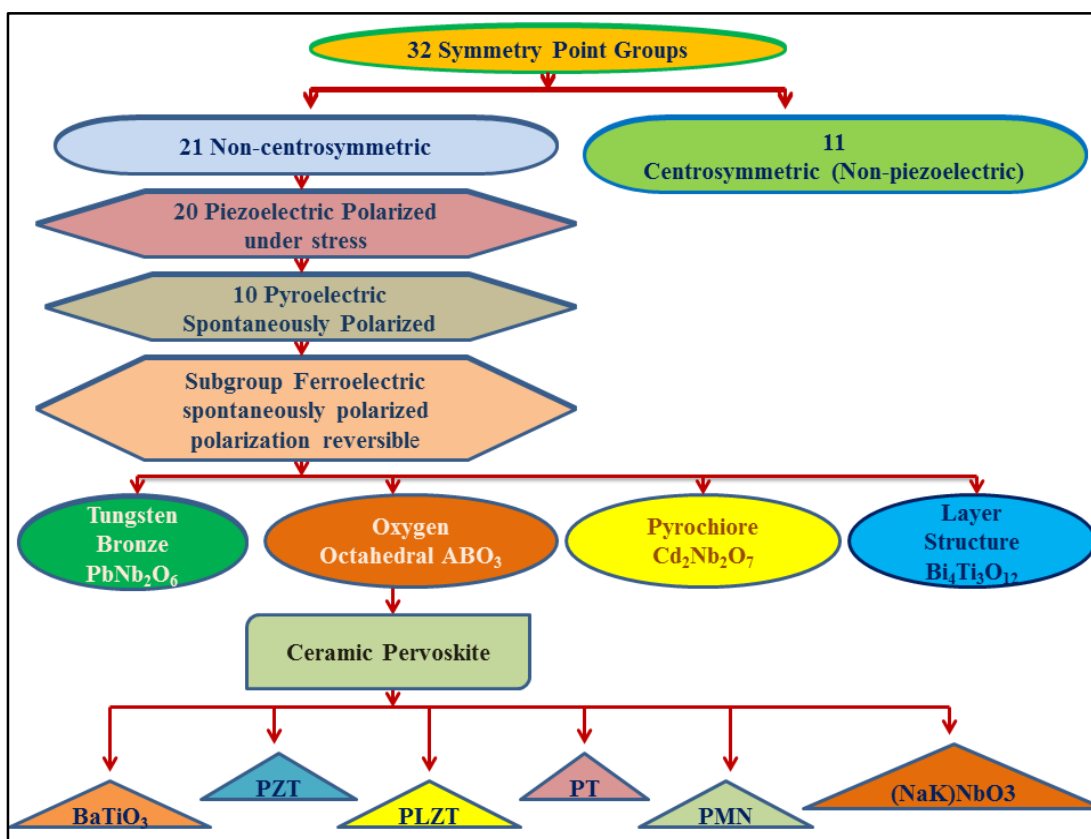 32 Symmetry Point Groups
21 Non-centrosymmetric
11
Centrosymmetric (Non-piezoelectric)
20 Piezoelectric Polarized
under stress
10 Pyroelectric
Spontaneously Polarized
Subgroup Ferroelectric
spontaneously polarized
polarization reversible
Tungsten
Bronze
PbNb₂O₆
Oxygen
Octahedral ABO₃
Pyrochiore
Cd₂Nb₂O₇
Layer
Structure
Bi₄Ti₃O₁₂
Ceramic Pervoskite
BaTiO₃
PZT
PLZT
PT
PMN
(NaK)NbO3